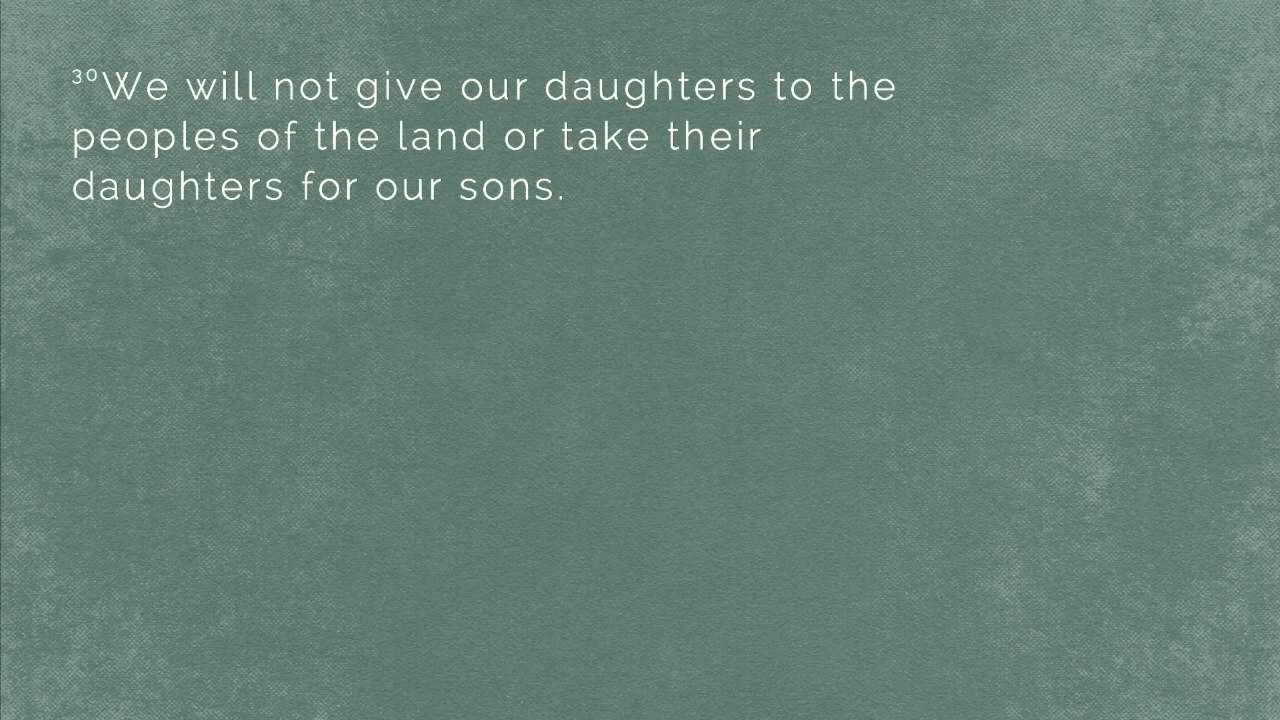 ³⁰We will not give our daughters to the
peoples of the land or take their
daughters for our sons.